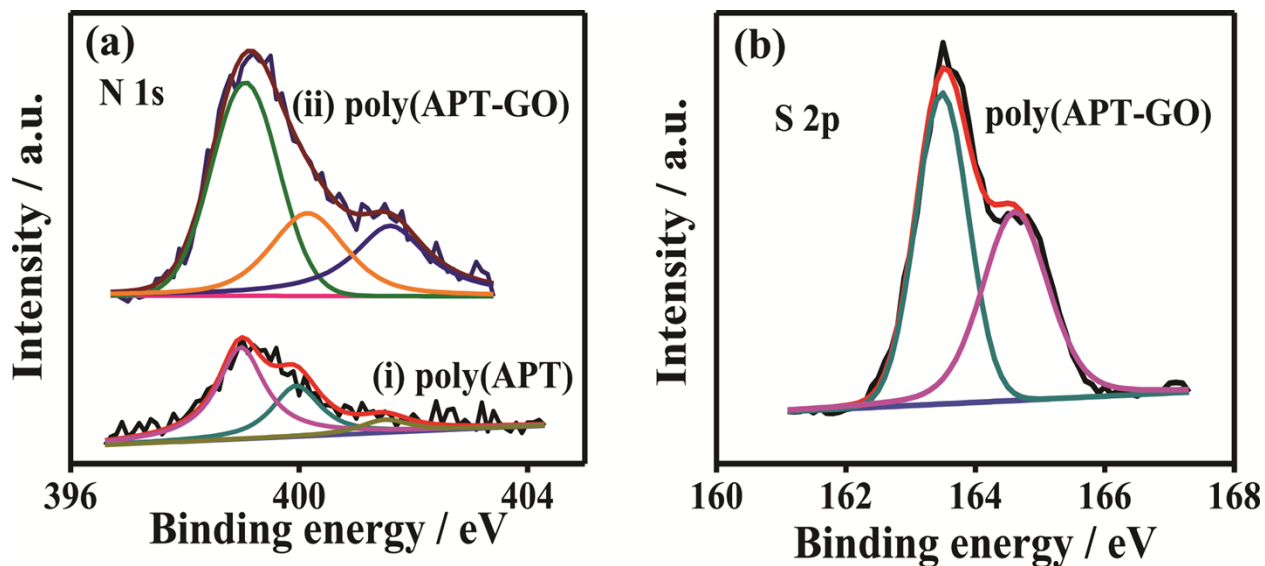 (a)
N 1s
(ii) poly(APT-GO)
(i) poly(APT)
Intensity / a.u.
396 400 404
Binding energy / eV
(b)
S 2p
poly(APT-GO)
Intensity / a.u.
160 162 164 166 168
Binding energy / eV